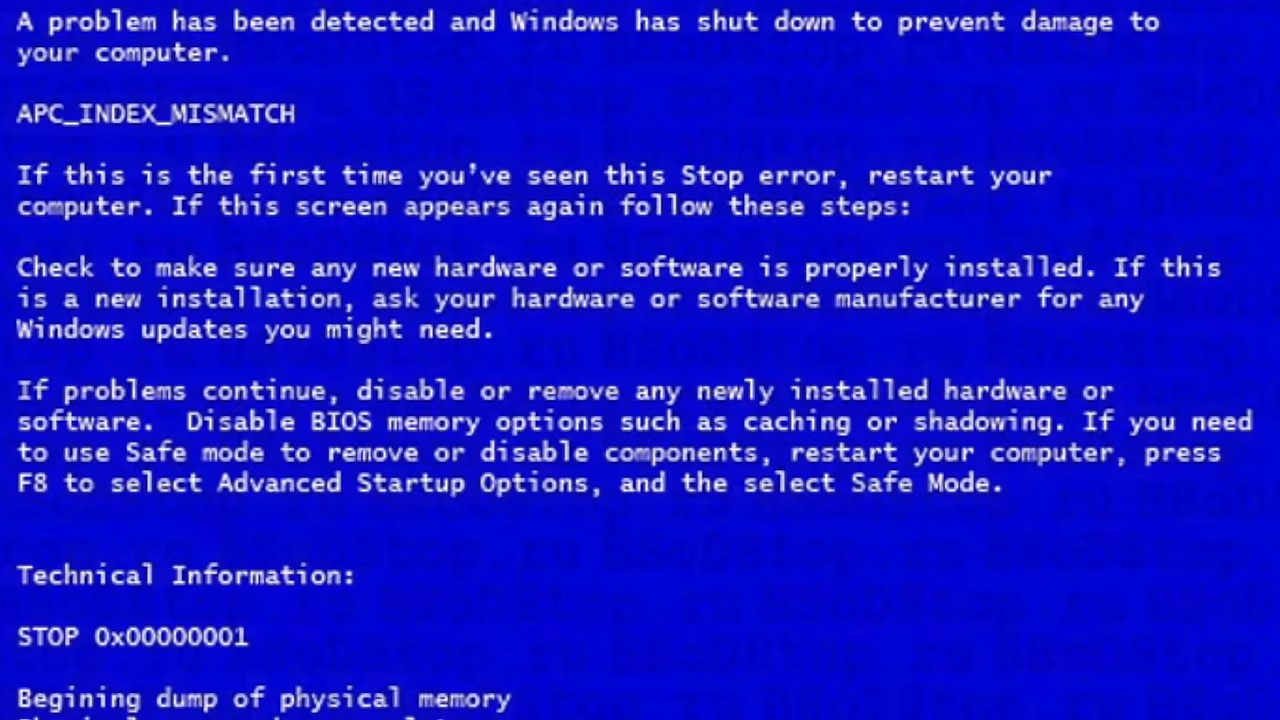 A problem has been detected and Windows has shut down to prevent damage to
your computer.
APC_INDEX_MISMATCH
If this is the first time you've seen this Stop error, restart your
computer. If this screen appears again follow these steps:
Check to make sure any new hardware or software is properly installed. If this
is a new installation, ask your hardware or software manufacturer for any
Windows updates you might need.
If problems continue, disable or remove any newly installed hardware or
software.  Disable BIOS memory options such as caching or shadowing. If you need
to use Safe mode to remove or disable components, restart your computer, press
F8 to select Advanced Startup Options, and the select Safe Mode.
Technical Information:
STOP 0x00000001
Begining dump of physical memory